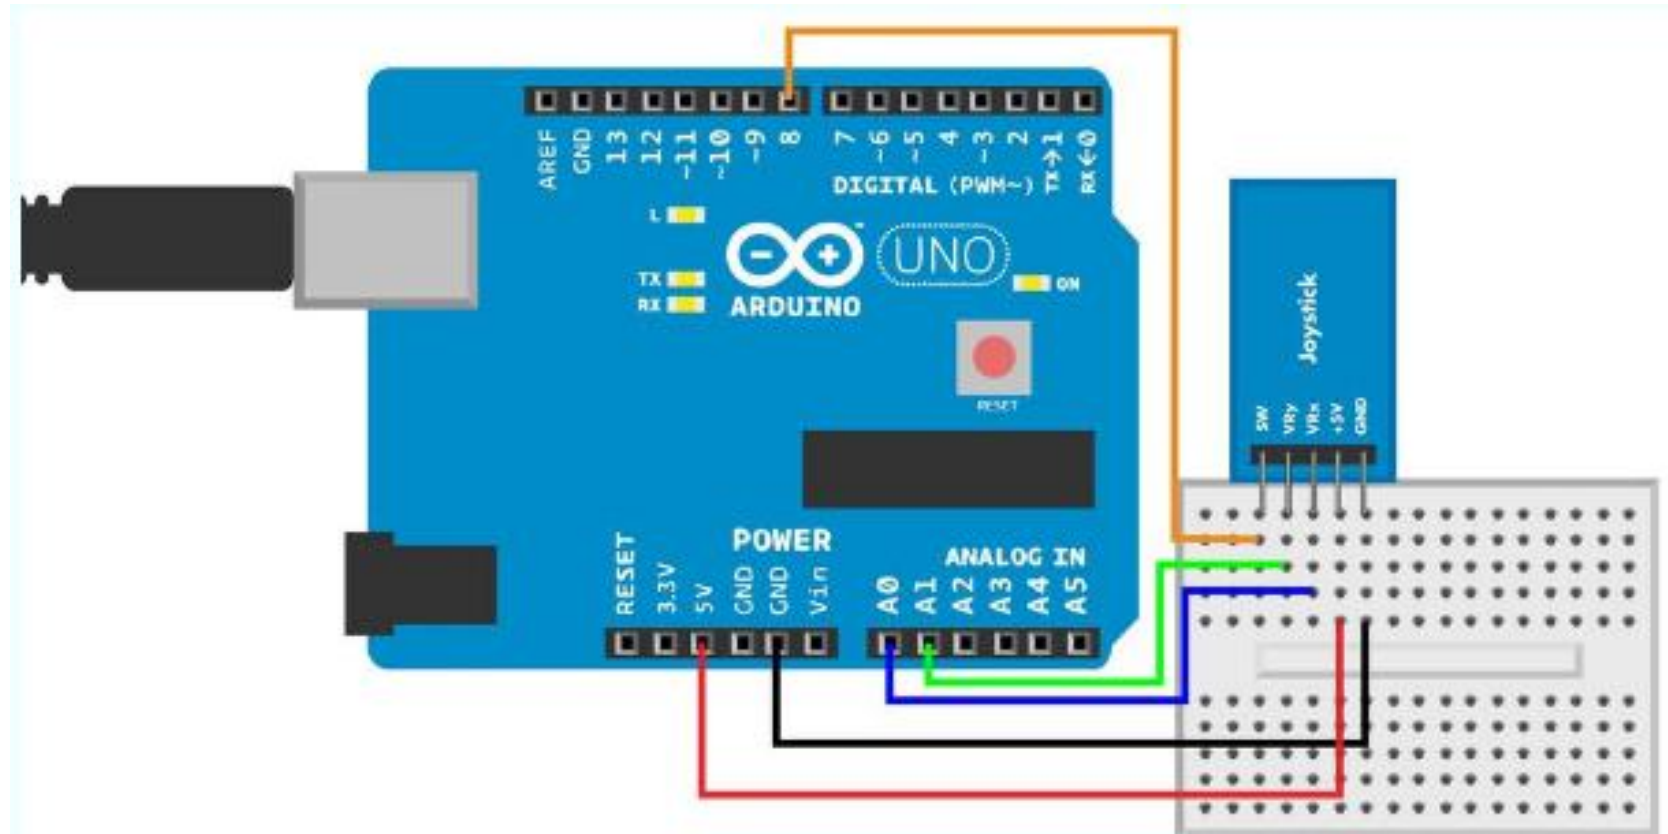 AREF
GND
13
12
~11
~10
~9
8
7
~6
~5
4
~3
2
TX→1
RX←0
DIGITAL (PWM~)
L
TX
RX
UNO
ON
ARDUINO
RESET
Joystick
SW
VRy
VRx
+5V
GND
POWER
ANALOG IN
RESET
3.3V
5V
GND
GND
Vin
A0
A1
A2
A3
A4
A5